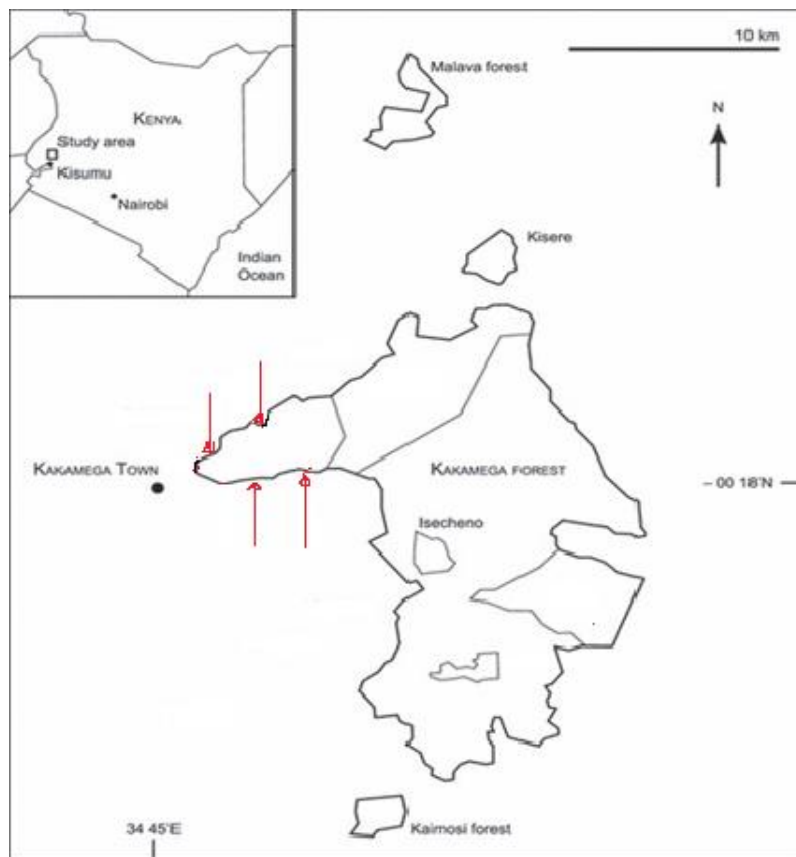 KENYA
Study area
Kisumu
Nairobi
Indian
Öcean
10 km
Malava forest
N
Kisere
KAKAMEGA TOWN
KAKAMEGA FOREST
– 00 18'N –
Isecheno
34 45'E
Kaimosi forest